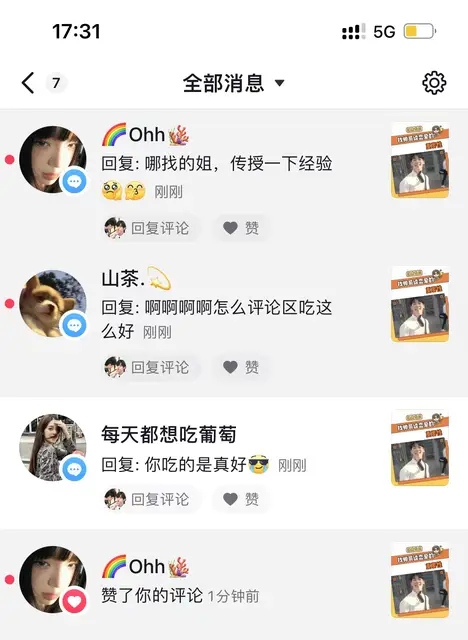 17:31
5G
7
全部消息
🌈Ohh🪸
回复: 哪找的姐，传授一下经验
🥺😙 刚刚
回复评论 赞
山茶.💫
回复: 啊啊啊啊怎么评论区吃这
么好 刚刚
回复评论 赞
每天都想吃葡萄
回复: 你吃的是真好😎 刚刚
回复评论 赞
🌈Ohh🪸
赞了你的评论 1分钟前